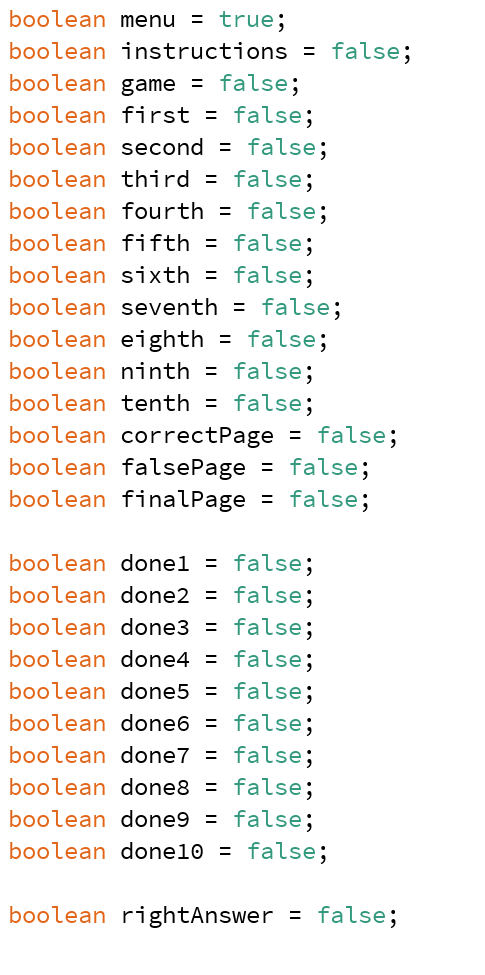 boolean menu = true;
boolean instructions = false;
boolean game = false;
boolean first = false;
boolean second = false;
boolean third = false;
boolean fourth = false;
boolean fifth = false;
boolean sixth = false;
boolean seventh = false;
boolean eighth = false;
boolean ninth = false;
boolean tenth = false;
boolean correctPage = false;
boolean falsePage = false;
boolean finalPage = false;
boolean done1 = false;
boolean done2 = false;
boolean done3 = false;
boolean done4 = false;
boolean done5 = false;
boolean done6 = false;
boolean done7 = false;
boolean done8 = false;
boolean done9 = false;
boolean done10 = false;
boolean rightAnswer = false;